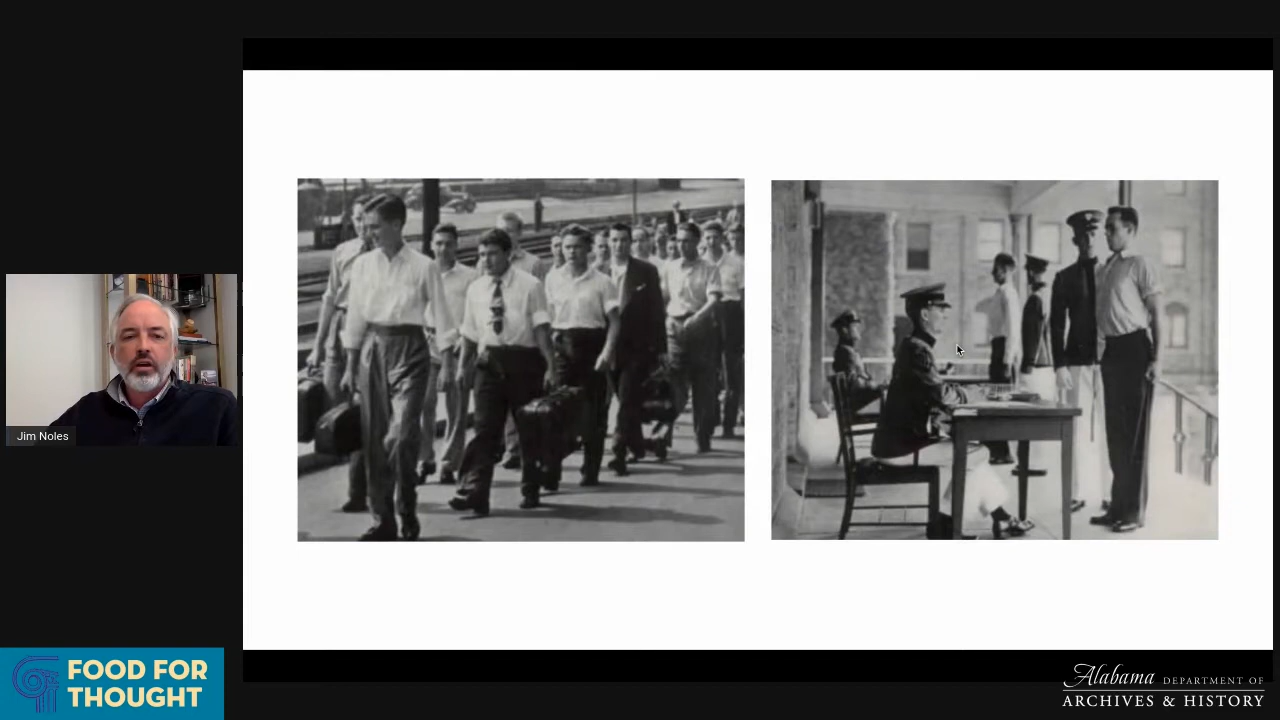 Jim Noles
FOOD FOR
THOUGHT
Alabama DEPARTMENT OF
ARCHIVES & HISTORY